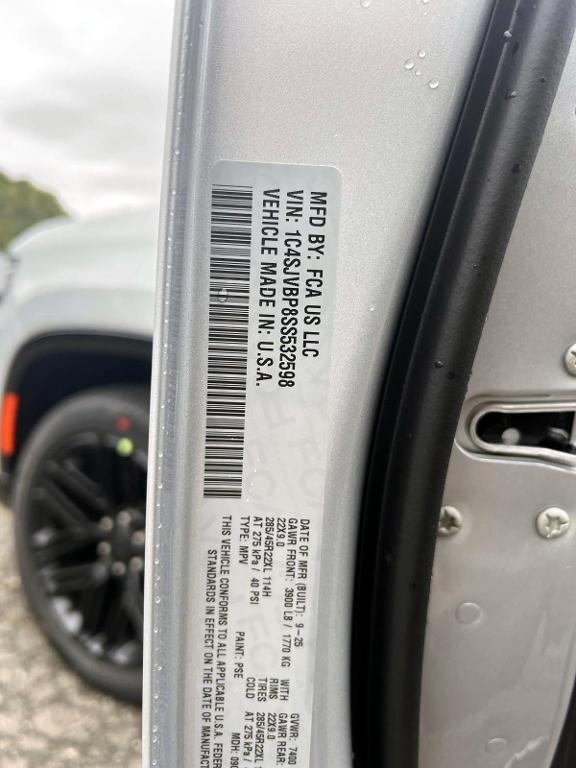 MFD BY: FCA US LLC
VIN: 1C4SJVBP8SS532598
VEHICLE MADE IN: U.S.A.
DATE OF MFR (BUILT): 9-25 GVWR: 7400
GAWR FRONT: 3900 LB / 1770 KG WITH GAWR REAR:
22X9.0 RIMS 22X9.0
285/45R22XL 114H TIRES 285/45R22XL
AT 275 kPa / 40 PSI COLD AT 275 kPa
TYPE: MPV PAINT: PSE MDH:
THIS VEHICLE CONFORMS TO ALL APPLICABLE U.S.A.
STANDARDS IN EFFECT ON THE DATE OF